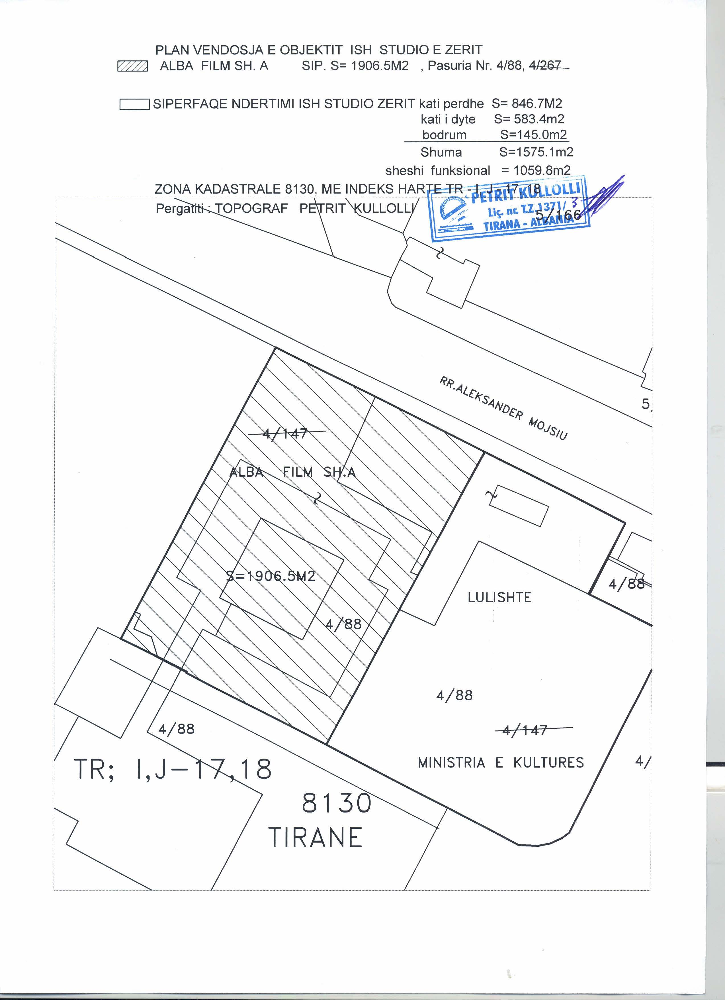 PLAN VENDOSJA E OBJEKTIT ISH STUDIO E ZERIT
ALBA FILM SH. A SIP. S= 1906.5M2 , Pasuria Nr. 4/88, 4/267
SIPERFAQE NDERTIMI ISH STUDIO ZERIT kati perdhe S= 846.7M2
kati i dyte S= 583.4m2
bodrum S=145.0m2
Shuma S=1575.1m2
sheshi funksional = 1059.8m2
ZONA KADASTRALE 8130, ME INDEKS HARTE TR - I, J - 17, 18
Pergatiti : TOPOGRAF PETRIT KULLOLLI
PETRIT KULLOLLI
Liç. nr. T.Z. 1371/3
TIRANA - ALBANIA
5/166
RR.ALEKSANDER MOJSIU
5,
4/147
ALBA FILM SH.A
S=1906.5M2
4/88
LULISHTE
4/88
4/88
4/88
4/147
MINISTRIA E KULTURES
4/
TR; I,J-17,18
8130
TIRANE